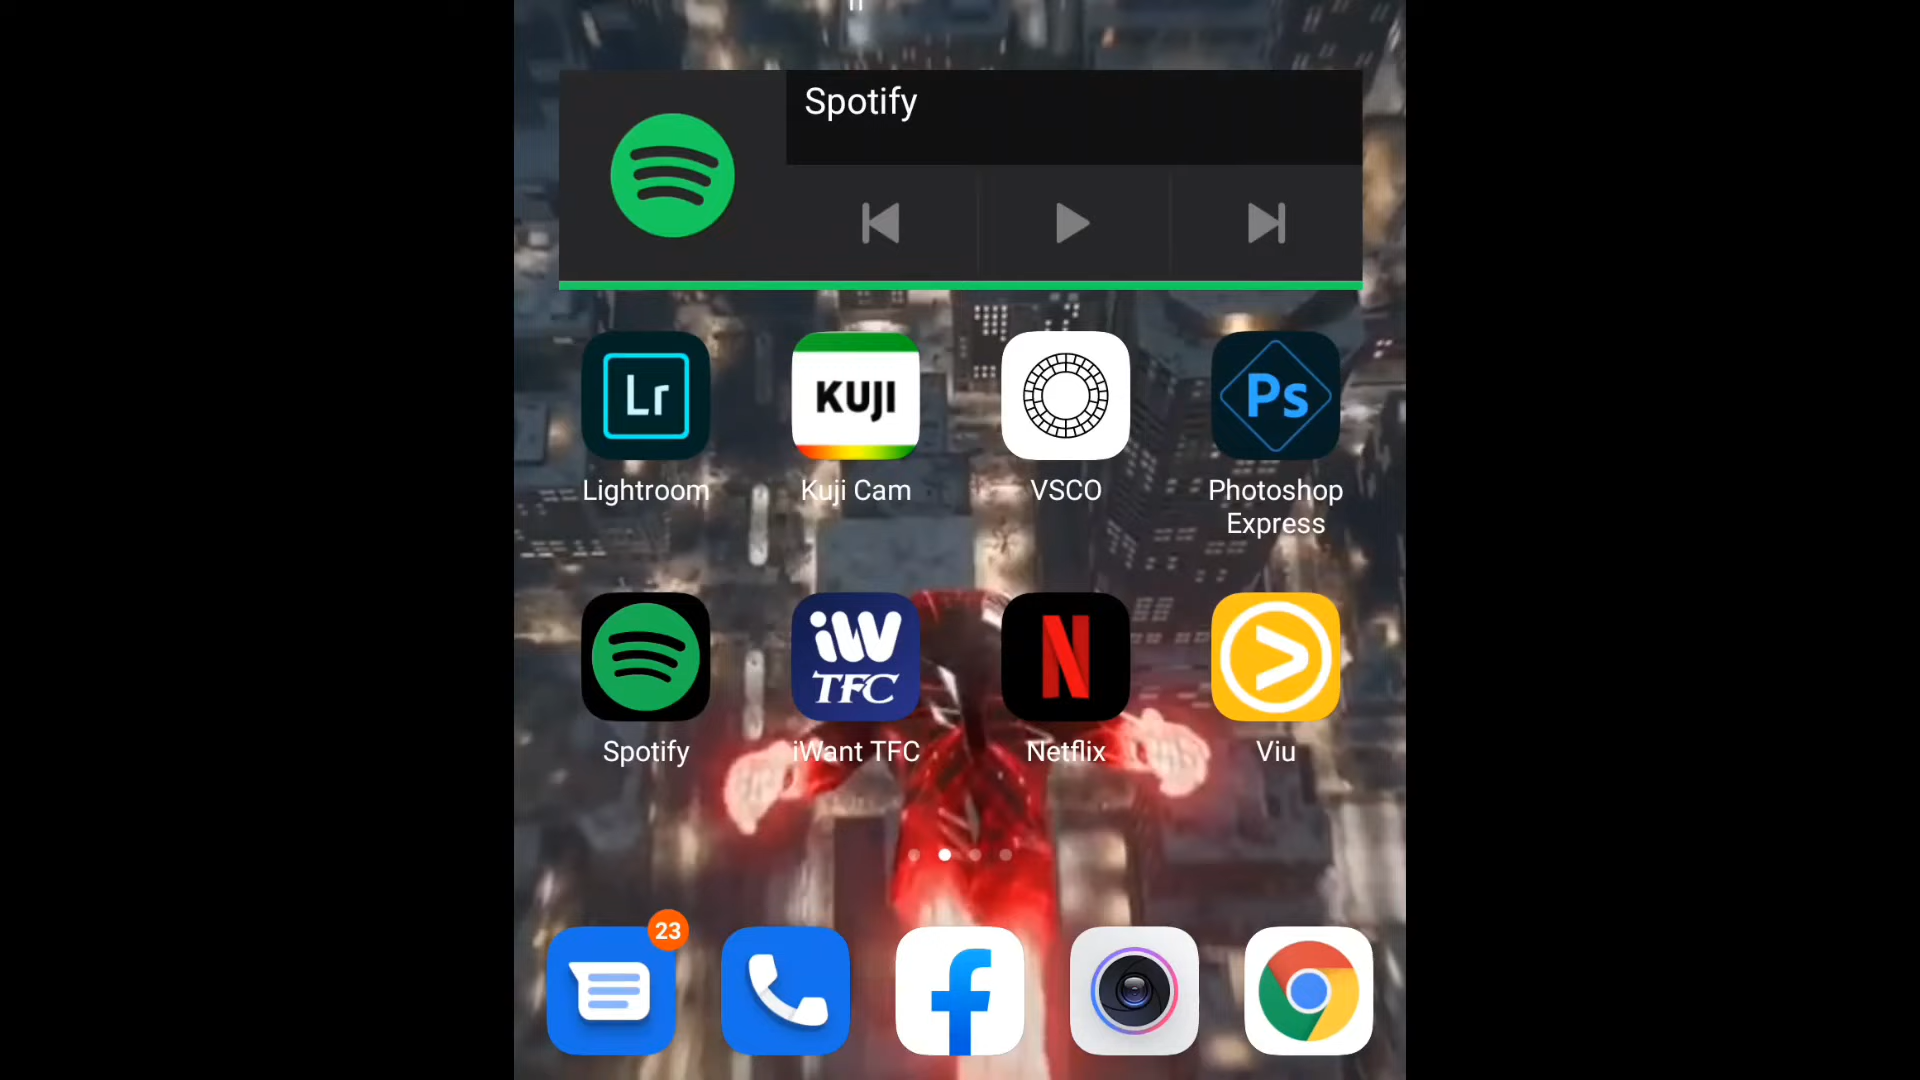 Spotify
Lr
KUJI
Ps
Lightroom
Kuji Cam
VSCO
Photoshop
Express
iW
TFC
N
Spotify
iWant TFC
Netflix
Viu
23